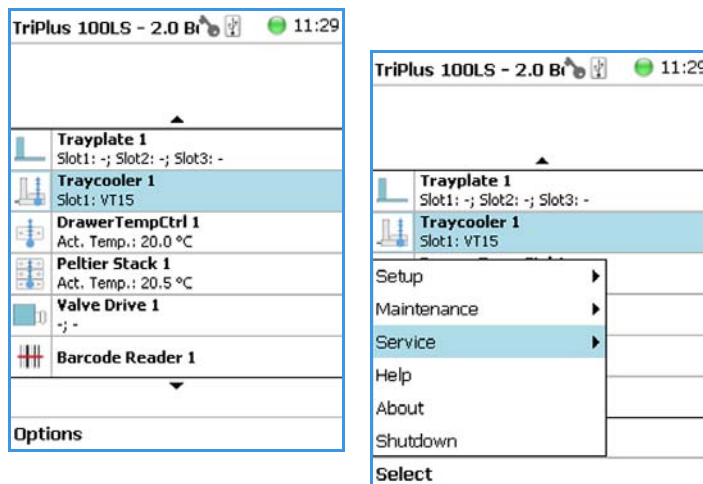 TriPlus 100LS - 2.0 B 11:29
Trayplate 1
Slot1: -; Slot2: -; Slot3: -
Traycooler 1
Slot1: VT15
DrawerTempCtrl 1
Act. Temp.: 20.0 °C
Peltier Stack 1
Act. Temp.: 20.5 °C
Valve Drive 1
-; -
Barcode Reader 1
Options
TriPlus 100LS - 2.0 B 11:29
Trayplate 1
Slot1: -; Slot2: -; Slot3: -
Traycooler 1
Slot1: VT15
Setup
Maintenance
Service
Help
About
Shutdown
Select